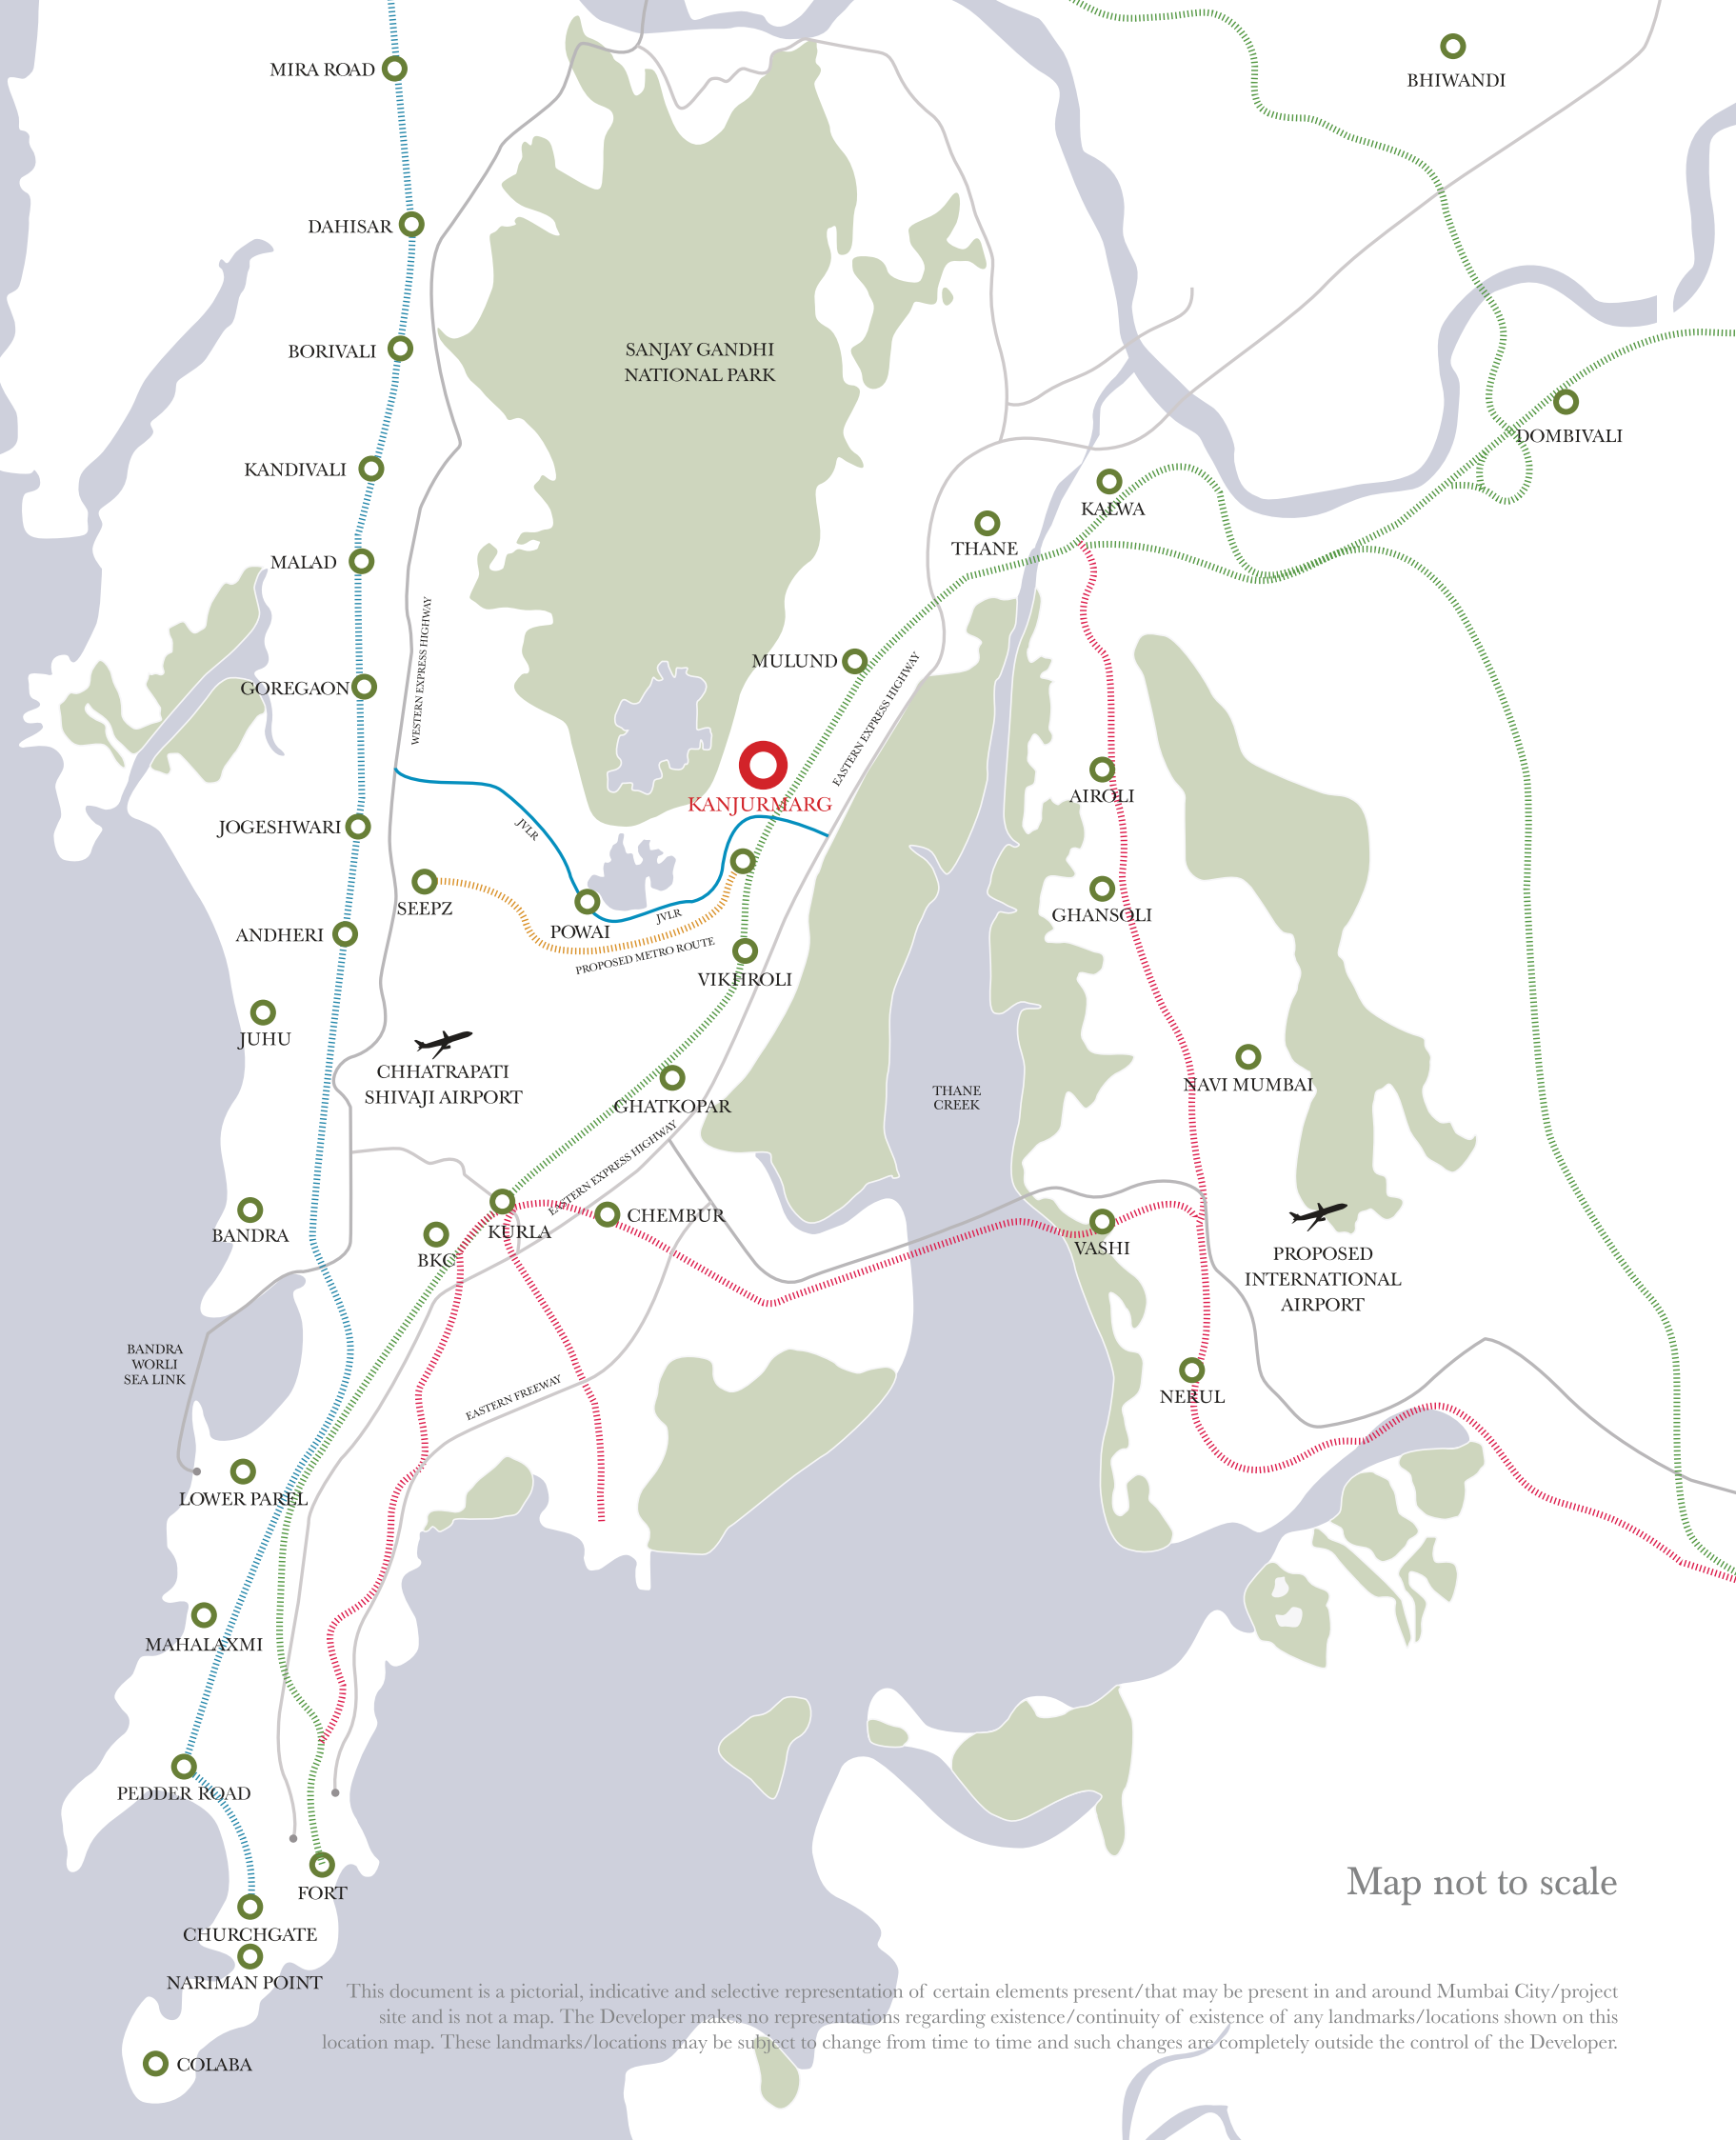 BHIWANDI
MIRA ROAD
DAHISAR
BORIVALI
SANJAY GANDHI
NATIONAL PARK
DOMBIVALI
KANDIVALI
KALWA
THANE
MALAD
WESTERN EXPRESS HIGHWAY
MULUND
EASTERN EXPRESS HIGHWAY
GOREGAON
KANJURMARG
AIROLI
JOGESHWARI
JVLR
SEEPZ
GHANSOLI
JVLR
POWAI
ANDHERI
PROPOSED METRO ROUTE
VIKHROLI
JUHU
CHHATRAPATI
SHIVAJI AIRPORT
NAVI MUMBAI
THANE
CREEK
GHATKOPAR
EASTERN EXPRESS HIGHWAY
CHEMBUR
KURLA
BANDRA
BKC
VASHI
PROPOSED
INTERNATIONAL
AIRPORT
BANDRA
WORLI
SEA LINK
EASTERN FREEWAY
NERUL
LOWER PAREL
MAHALAXMI
PEDDER ROAD
Map not to scale
FORT
CHURCHGATE
NARIMAN POINT
This document is a pictorial, indicative and selective representation of certain elements present/that may be present in and around Mumbai City/project
site and is not a map. The Developer makes no representations regarding existence/continuity of existence of any landmarks/locations shown on this
location map. These landmarks/locations may be subject to change from time to time and such changes are completely outside the control of the Developer.
COLABA